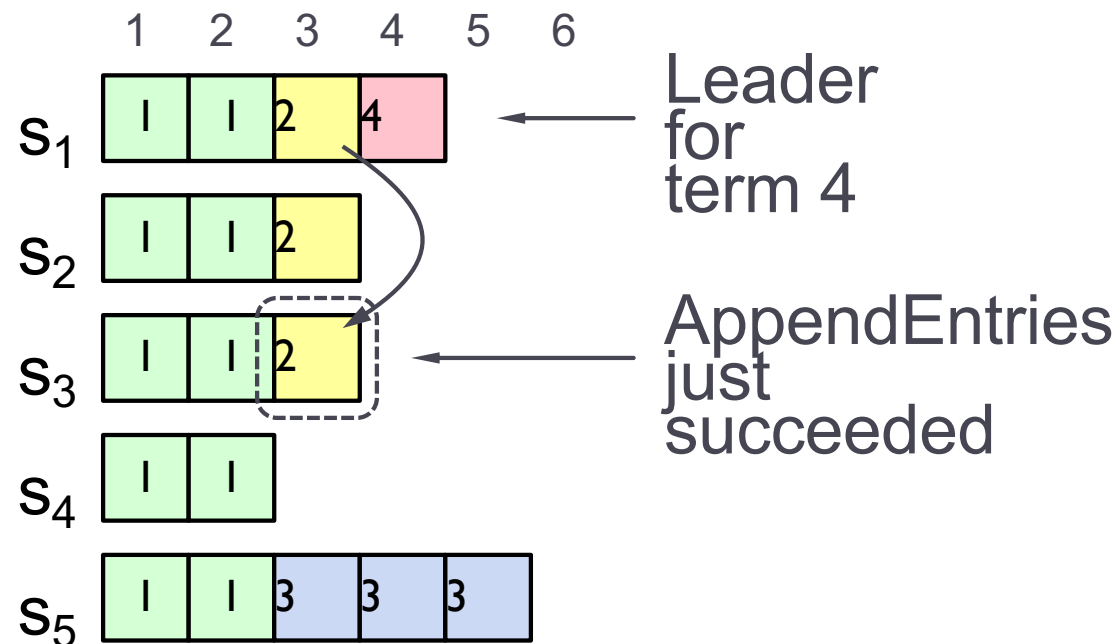 1 2 3 4 5 6
s1 1 1 2 4
Leader
for
term 4
s2 1 1 2
s3 1 1 2
AppendEntries
just
succeeded
s4 1 1
s5 1 1 3 3 3